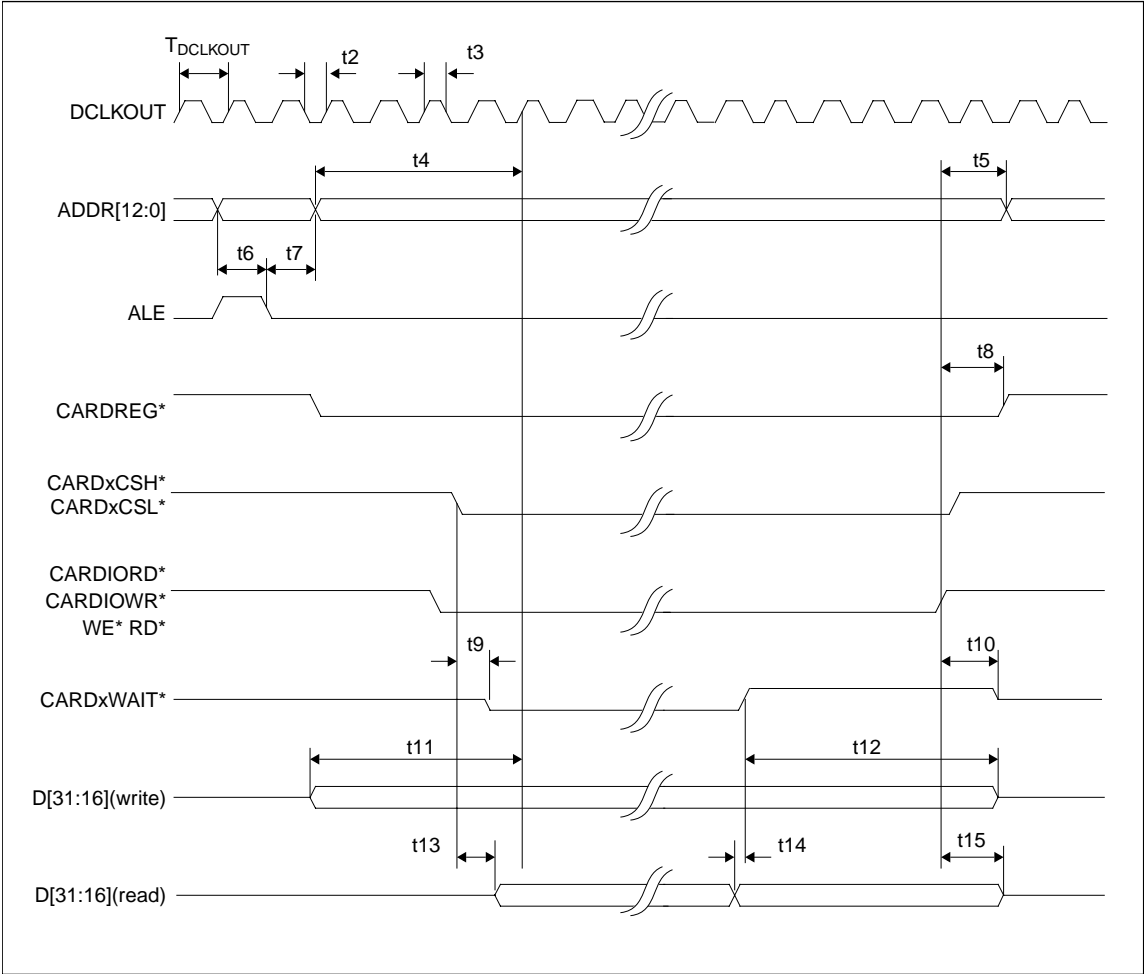 TDCLKOUT
t2
t3
DCLKOUT
t4
t5
ADDR[12:0]
t6
t7
ALE
t8
CARDREG*
CARDxCSH*
CARDxCSL*
CARDIORD*
CARDIOWR*
WE* RD*
t9
t10
CARDxWAIT*
t11
t12
D[31:16](write)
t13
t14
t15
D[31:16](read)